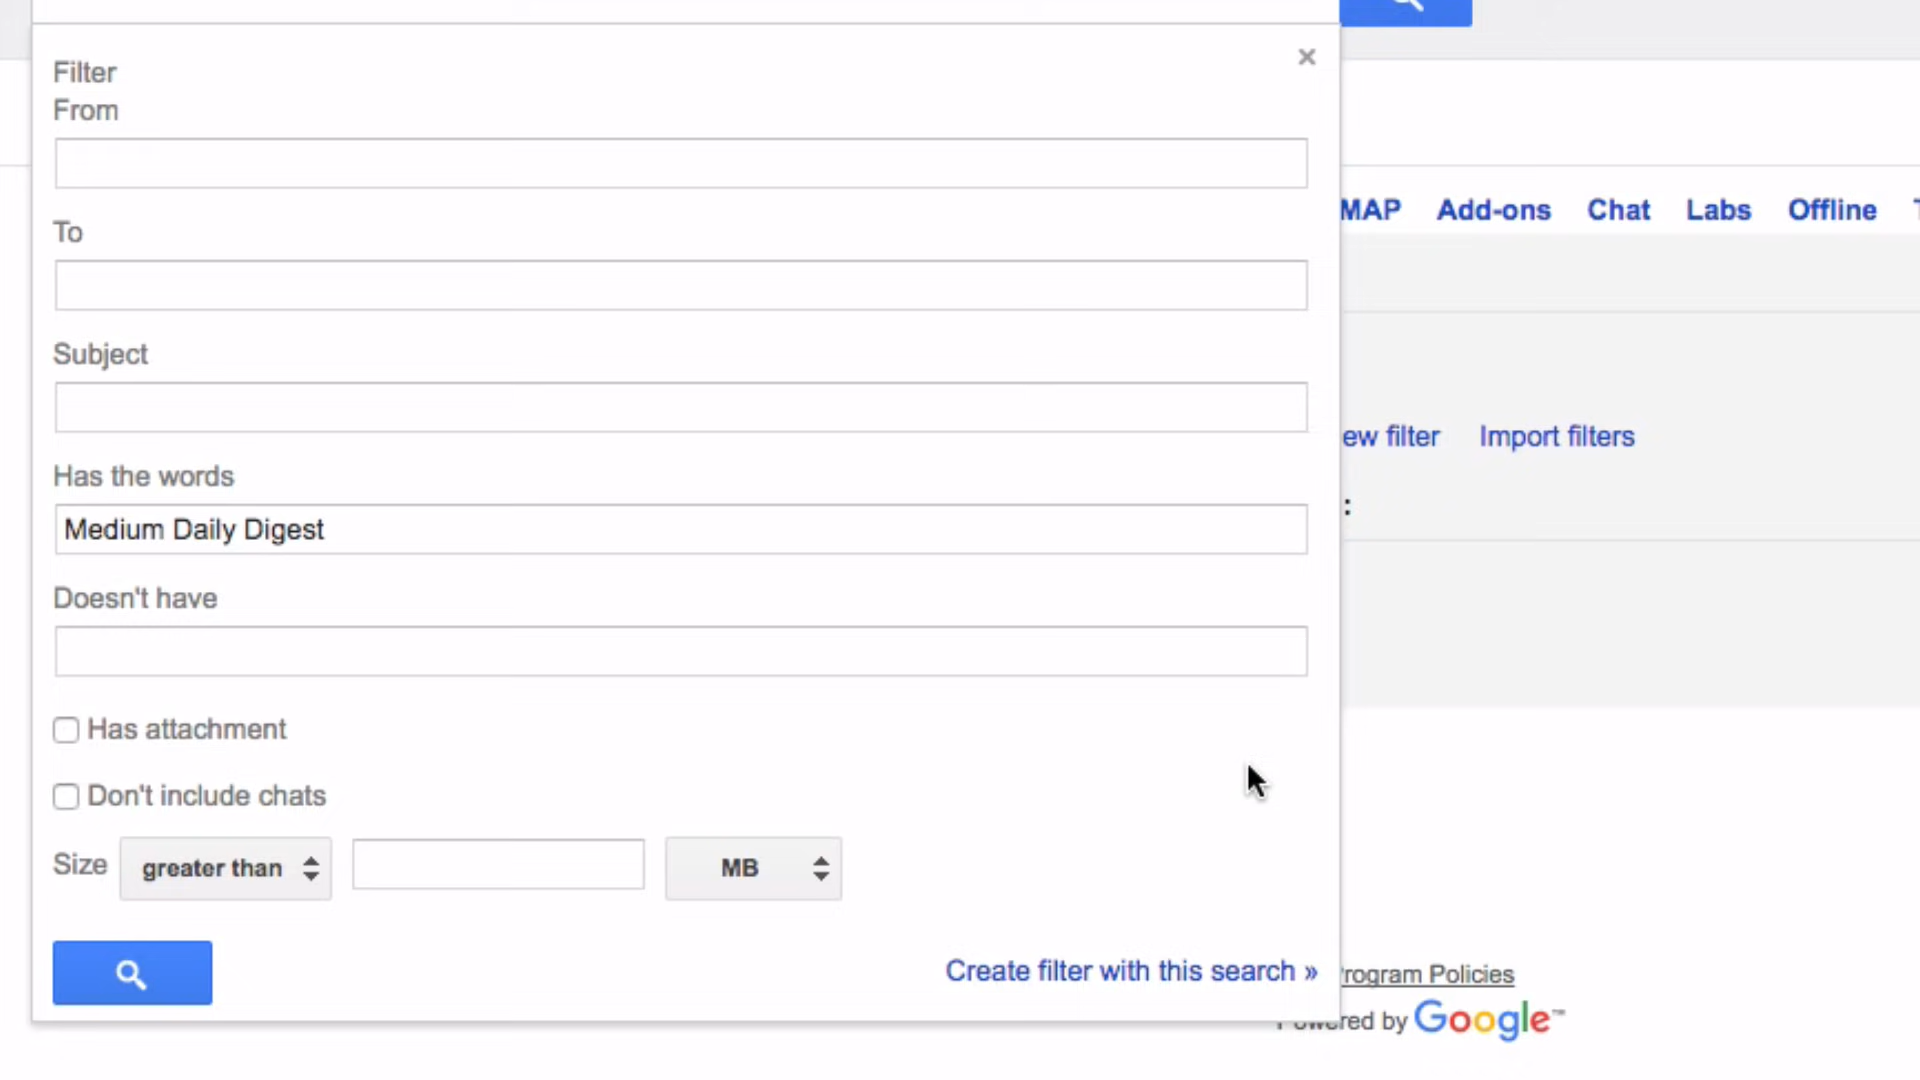 Filter
From
To
MAP Add-ons Chat Labs Offline
Subject
ew filter Import filters
Has the words
:
Medium Daily Digest
Doesn't have
Has attachment
Don't include chats
Size greater than MB
Create filter with this search »
rogram Policies
Powered by Google™